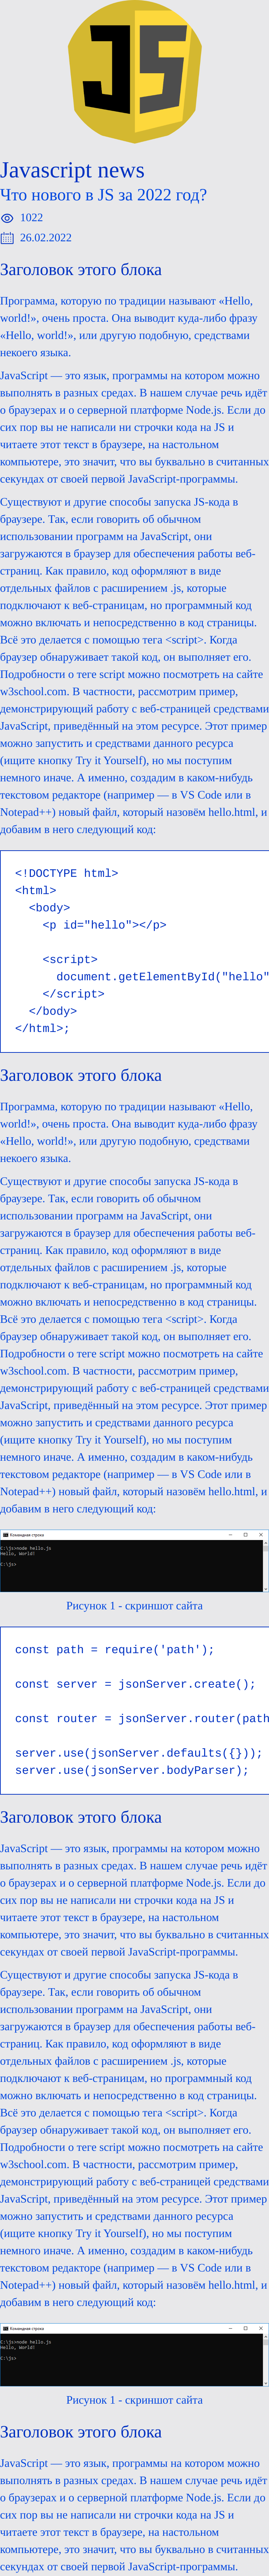 JS
Javascript news
Что нового в JS за 2022 год?
1022
26.02.2022
Заголовок этого блока
Программа, которую по традиции называют «Hello,
world!», очень проста. Она выводит куда-либо фразу
«Hello, world!», или другую подобную, средствами
некоего языка.
JavaScript — это язык, программы на котором можно
выполнять в разных средах. В нашем случае речь идёт
о браузерах и о серверной платформе Node.js. Если до
сих пор вы не написали ни строчки кода на JS и
читаете этот текст в браузере, на настольном
компьютере, это значит, что вы буквально в считанных
секундах от своей первой JavaScript-программы.
Существуют и другие способы запуска JS-кода в
браузере. Так, если говорить об обычном
использовании программ на JavaScript, они
загружаются в браузер для обеспечения работы веб-
страниц. Как правило, код оформляют в виде
отдельных файлов с расширением .js, которые
подключают к веб-страницам, но программный код
можно включать и непосредственно в код страницы.
Всё это делается с помощью тега <script>. Когда
браузер обнаруживает такой код, он выполняет его.
Подробности о теге script можно посмотреть на сайте
w3school.com. В частности, рассмотрим пример,
демонстрирующий работу с веб-страницей средствами
JavaScript, приведённый на этом ресурсе. Этот пример
можно запустить и средствами данного ресурса
(ищите кнопку Try it Yourself), но мы поступим
немного иначе. А именно, создадим в каком-нибудь
текстовом редакторе (например — в VS Code или в
Notepad++) новый файл, который назовём hello.html, и
добавим в него следующий код:
<!DOCTYPE html>
<html>
<body>
<p id="hello"></p>
<script>
document.getElementById("hello"
</script>
</body>
</html>;
Заголовок этого блока
Программа, которую по традиции называют «Hello,
world!», очень проста. Она выводит куда-либо фразу
«Hello, world!», или другую подобную, средствами
некоего языка.
Существуют и другие способы запуска JS-кода в
браузере. Так, если говорить об обычном
использовании программ на JavaScript, они
загружаются в браузер для обеспечения работы веб-
страниц. Как правило, код оформляют в виде
отдельных файлов с расширением .js, которые
подключают к веб-страницам, но программный код
можно включать и непосредственно в код страницы.
Всё это делается с помощью тега <script>. Когда
браузер обнаруживает такой код, он выполняет его.
Подробности о теге script можно посмотреть на сайте
w3school.com. В частности, рассмотрим пример,
демонстрирующий работу с веб-страницей средствами
JavaScript, приведённый на этом ресурсе. Этот пример
можно запустить и средствами данного ресурса
(ищите кнопку Try it Yourself), но мы поступим
немного иначе. А именно, создадим в каком-нибудь
текстовом редакторе (например — в VS Code или в
Notepad++) новый файл, который назовём hello.html, и
добавим в него следующий код:
Командная строка
C:\js>node hello.js
Hello, World!
C:\js>
Рисунок 1 - скриншот сайта
const path = require('path');
const server = jsonServer.create();
const router = jsonServer.router(path
server.use(jsonServer.defaults({}));
server.use(jsonServer.bodyParser);
Заголовок этого блока
JavaScript — это язык, программы на котором можно
выполнять в разных средах. В нашем случае речь идёт
о браузерах и о серверной платформе Node.js. Если до
сих пор вы не написали ни строчки кода на JS и
читаете этот текст в браузере, на настольном
компьютере, это значит, что вы буквально в считанных
секундах от своей первой JavaScript-программы.
Существуют и другие способы запуска JS-кода в
браузере. Так, если говорить об обычном
использовании программ на JavaScript, они
загружаются в браузер для обеспечения работы веб-
страниц. Как правило, код оформляют в виде
отдельных файлов с расширением .js, которые
подключают к веб-страницам, но программный код
можно включать и непосредственно в код страницы.
Всё это делается с помощью тега <script>. Когда
браузер обнаруживает такой код, он выполняет его.
Подробности о теге script можно посмотреть на сайте
w3school.com. В частности, рассмотрим пример,
демонстрирующий работу с веб-страницей средствами
JavaScript, приведённый на этом ресурсе. Этот пример
можно запустить и средствами данного ресурса
(ищите кнопку Try it Yourself), но мы поступим
немного иначе. А именно, создадим в каком-нибудь
текстовом редакторе (например — в VS Code или в
Notepad++) новый файл, который назовём hello.html, и
добавим в него следующий код:
Командная строка
C:\js>node hello.js
Hello, World!
C:\js>
Рисунок 1 - скриншот сайта
Заголовок этого блока
JavaScript — это язык, программы на котором можно
выполнять в разных средах. В нашем случае речь идёт
о браузерах и о серверной платформе Node.js. Если до
сих пор вы не написали ни строчки кода на JS и
читаете этот текст в браузере, на настольном
компьютере, это значит, что вы буквально в считанных
секундах от своей первой JavaScript-программы.